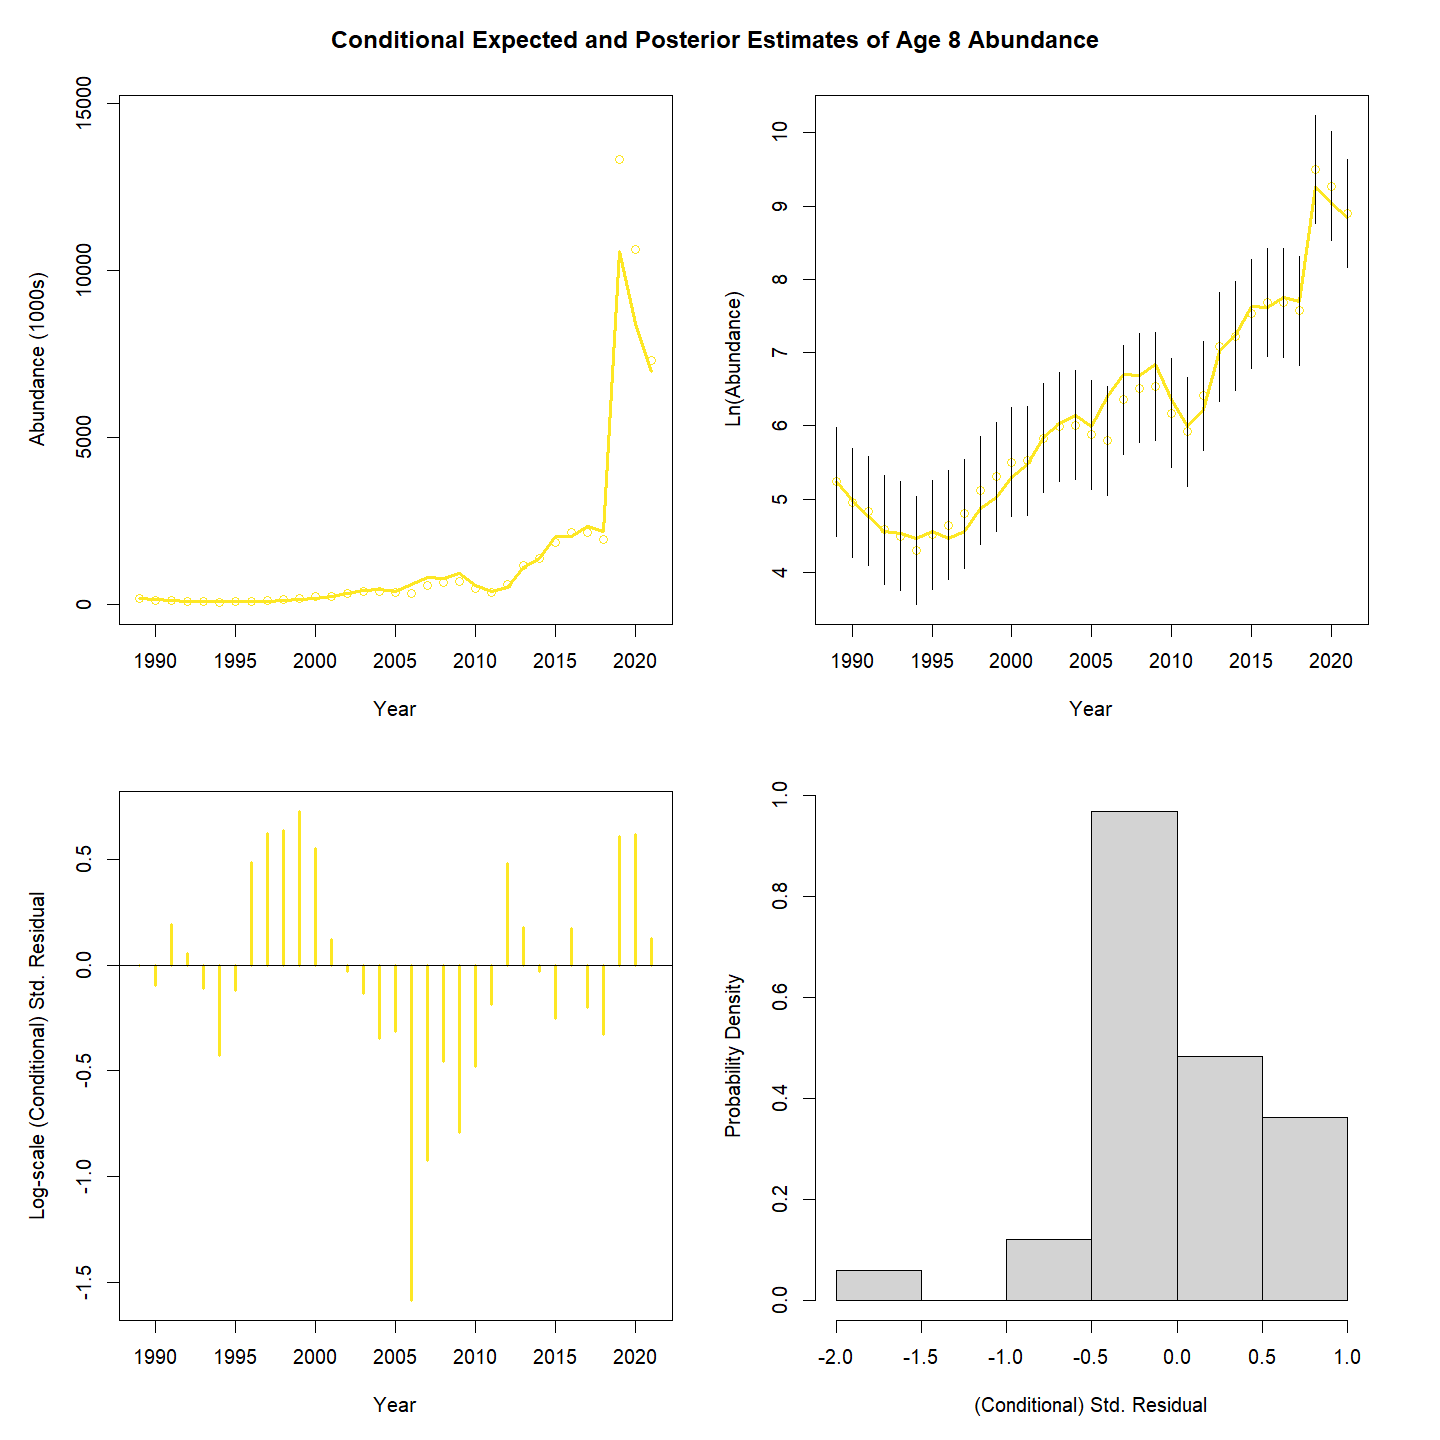 Conditional Expected and Posterior Estimates of Age 8 Abundance
Abundance (1000s)
15000
10000
5000
0
1990 1995 2000 2005 2010 2015 2020
Year
Ln(Abundance)
10
9
8
7
6
5
4
1990 1995 2000 2005 2010 2015 2020
Year
Log-scale (Conditional) Std. Residual
0.5
0.0
-0.5
-1.0
-1.5
1990 1995 2000 2005 2010 2015 2020
Year
Probability Density
1.0
0.8
0.6
0.4
0.2
0.0
-2.0 -1.5 -1.0 -0.5 0.0 0.5 1.0
(Conditional) Std. Residual